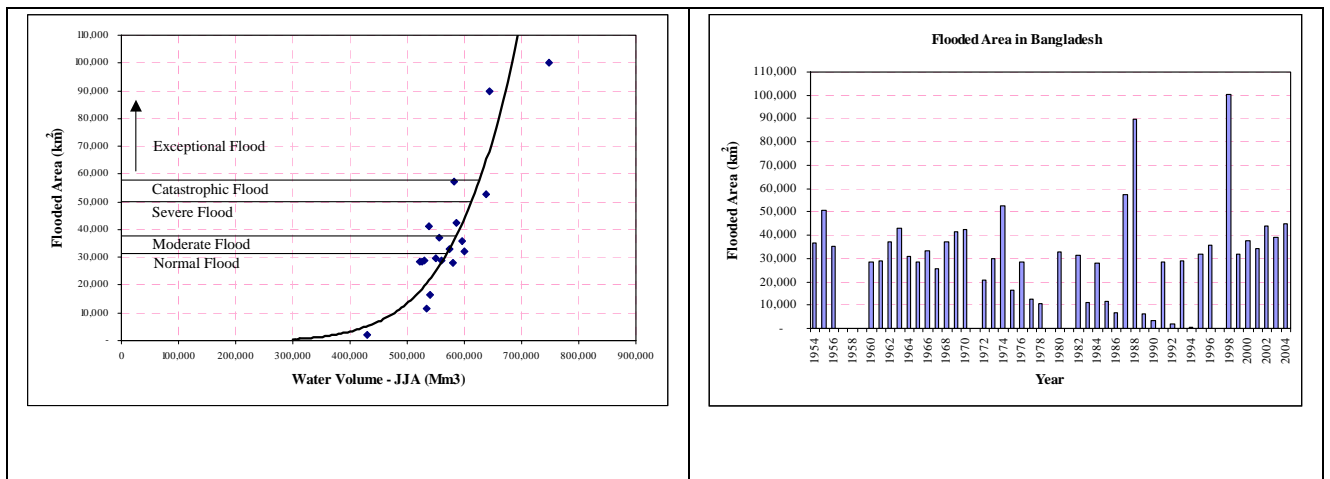 110,000
100,000
90,000
80,000
70,000
60,000
50,000
40,000
30,000
20,000
10,000
-
Flooded Area (km2)
Exceptional Flood
Catastrophic Flood
Severe Flood
Moderate Flood
Normal Flood
0 100,000 200,000 300,000 400,000 500,000 600,000 700,000 800,000 900,000
Water Volume - JJA (Mm3)
Flooded Area in Bangladesh
110,000
100,000
90,000
80,000
70,000
60,000
50,000
40,000
30,000
20,000
10,000
-
Flooded Area (km2)
1954 1956 1958 1960 1962 1964 1966 1968 1970 1972 1974 1976 1978 1980 1982 1984 1986 1988 1990 1992 1994 1996 1998 2000 2002 2004
Year